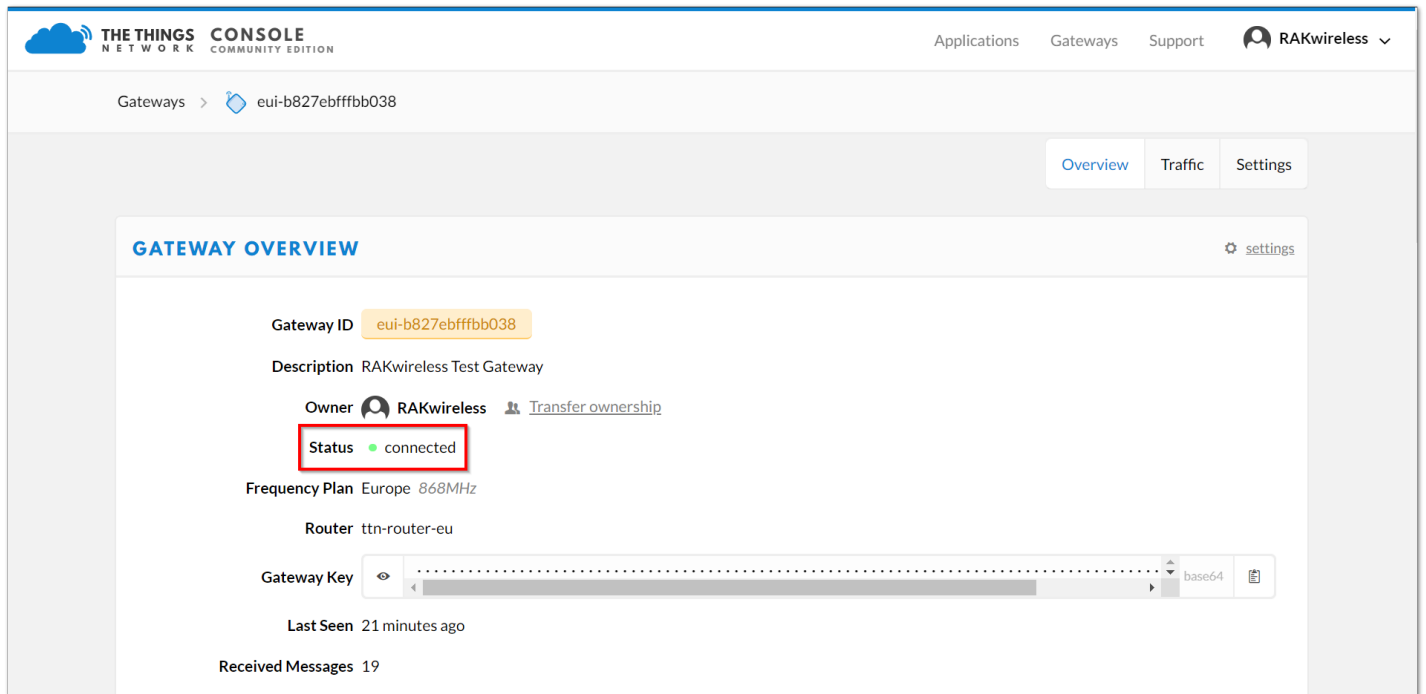 THE THINGS NETWORK CONSOLE COMMUNITY EDITION
Applications Gateways Support RAKwireless
Gateways > eui-b827ebfffbb038
Overview Traffic Settings
GATEWAY OVERVIEW settings
Gateway ID eui-b827ebfffbb038
Description RAKwireless Test Gateway
Owner RAKwireless Transfer ownership
Status connected
Frequency Plan Europe 868MHz
Router ttn-router-eu
Gateway Key base64
Last Seen 21 minutes ago
Received Messages 19